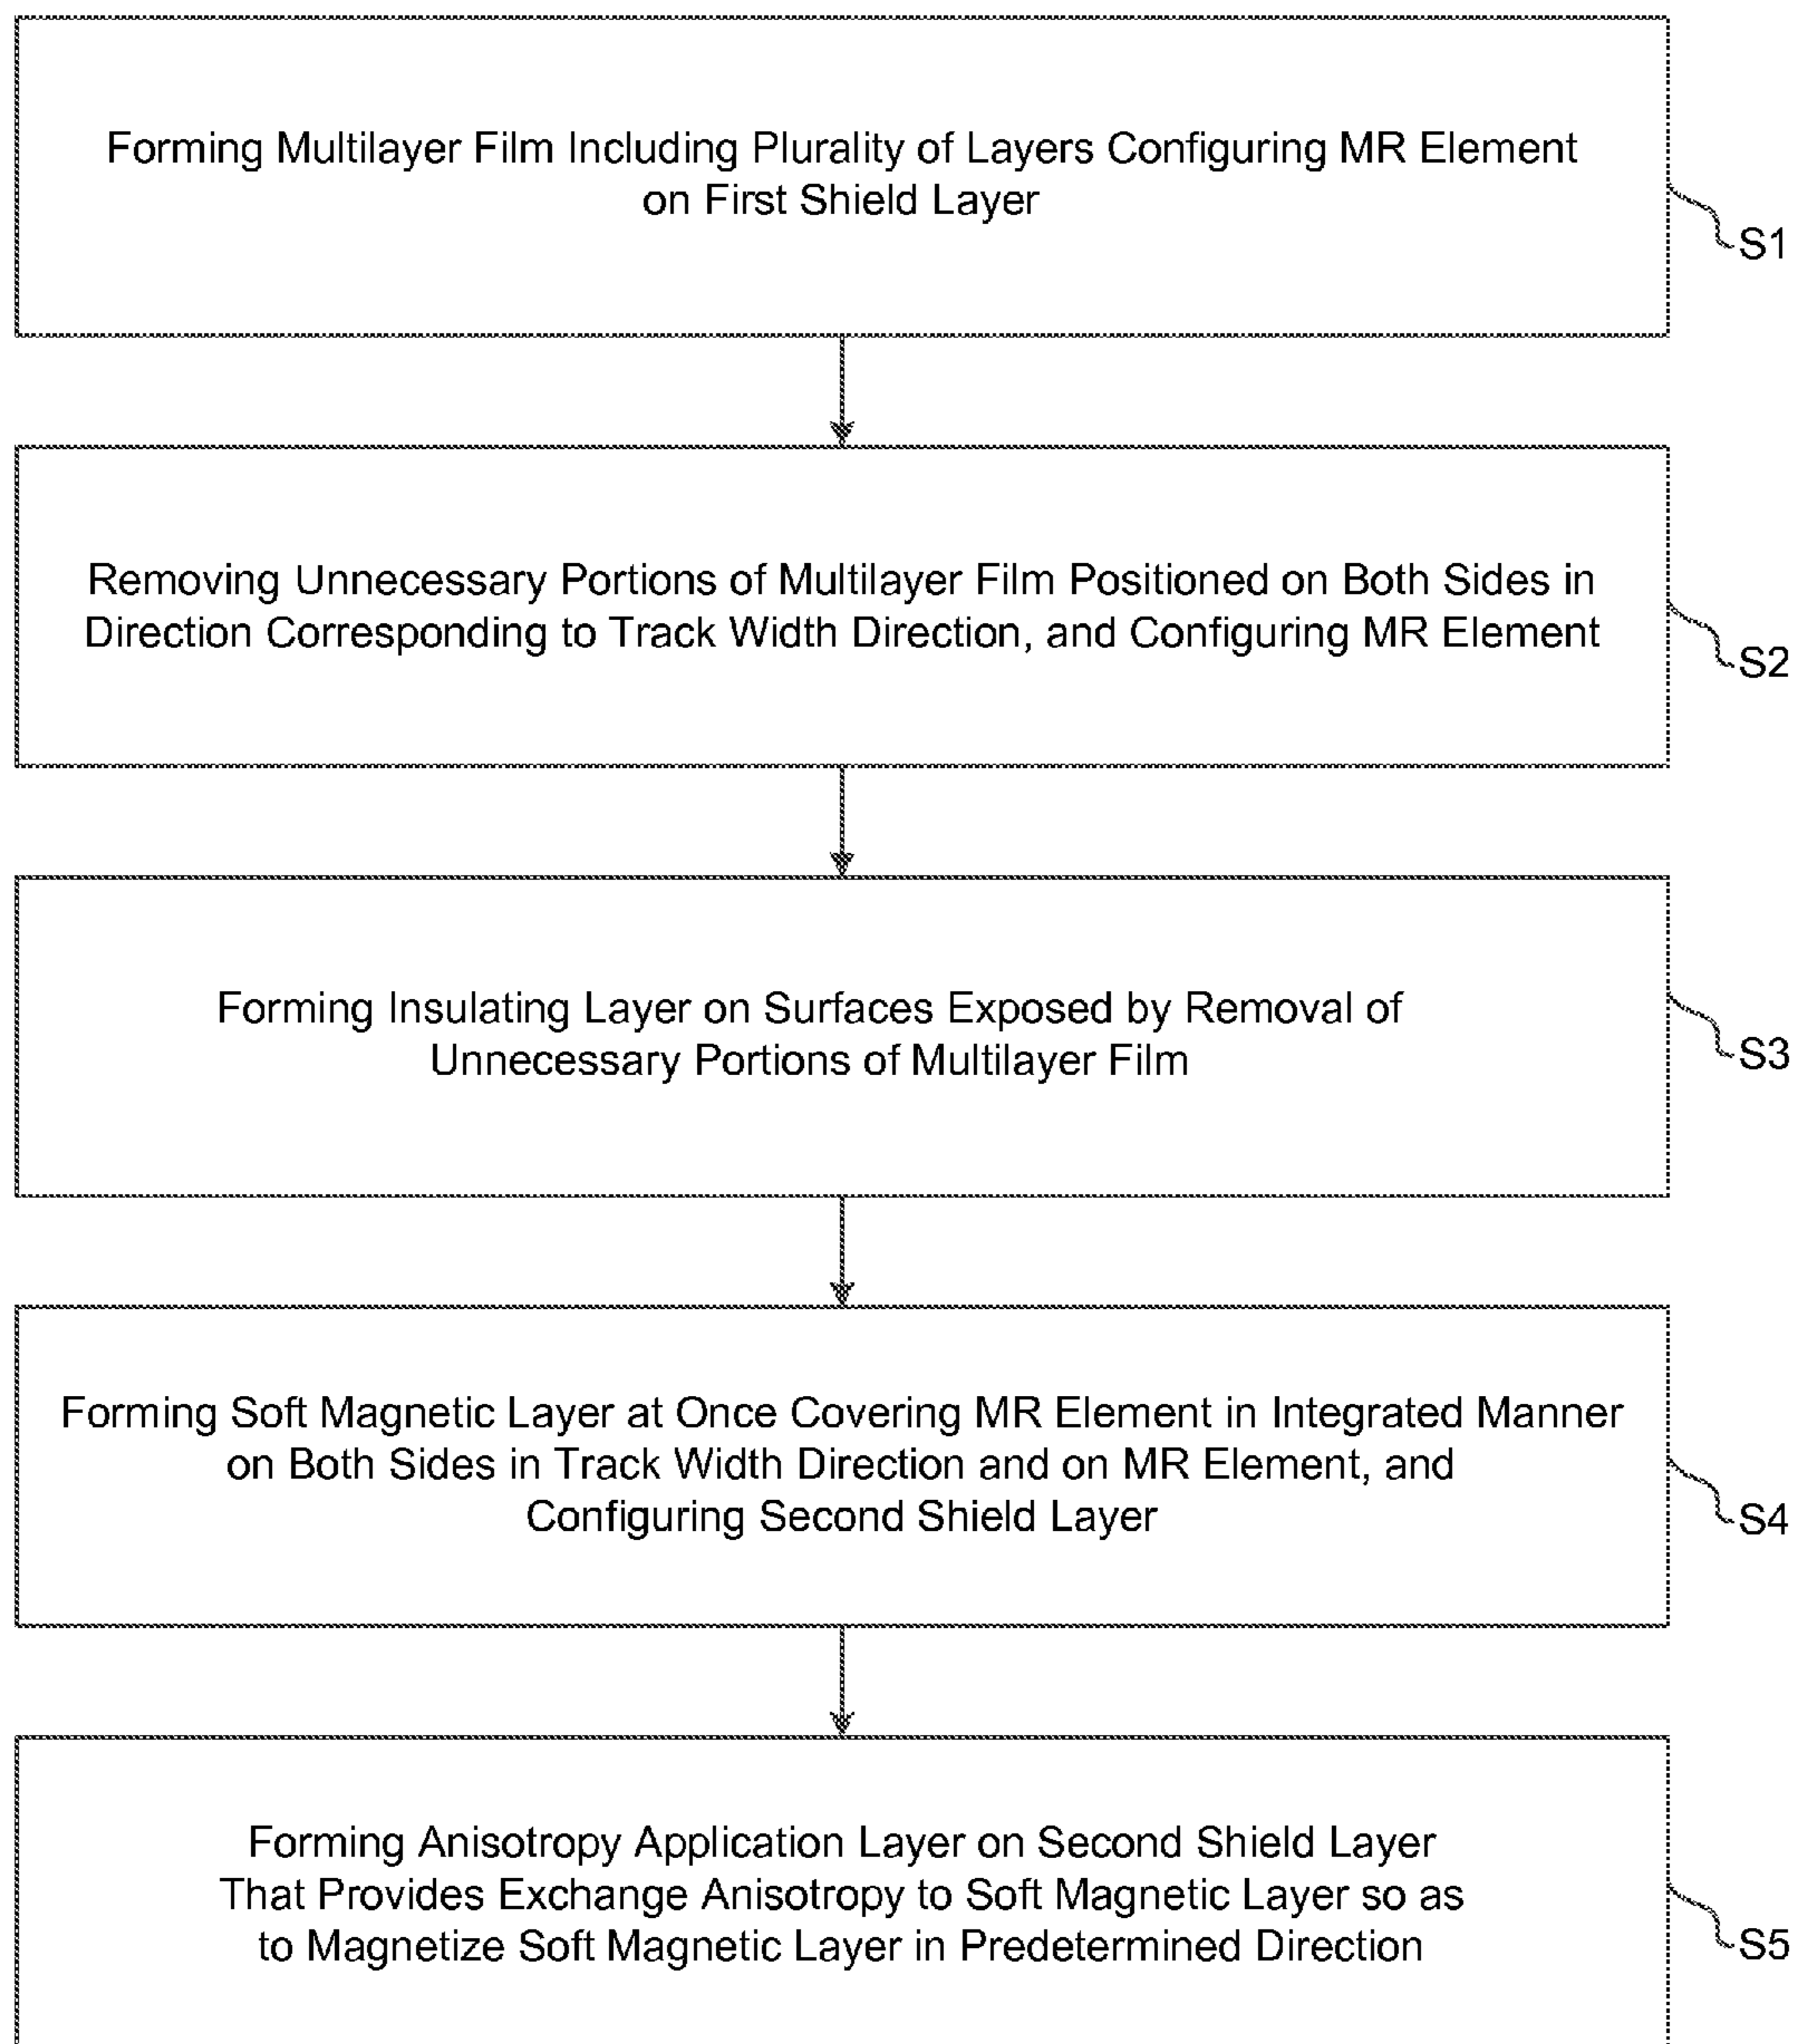 Forming Multilayer Film Including Plurality of Layers Configuring MR Element
on First Shield Layer
S1
Removing Unnecessary Portions of Multilayer Film Positioned on Both Sides in
Direction Corresponding to Track Width Direction, and Configuring MR Element
S2
Forming Insulating Layer on Surfaces Exposed by Removal of
Unnecessary Portions of Multilayer Film
S3
Forming Soft Magnetic Layer at Once Covering MR Element in Integrated Manner
on Both Sides in Track Width Direction and on MR Element, and
Configuring Second Shield Layer
S4
Forming Anisotropy Application Layer on Second Shield Layer
That Provides Exchange Anisotropy to Soft Magnetic Layer so as
to Magnetize Soft Magnetic Layer in Predetermined Direction
S5